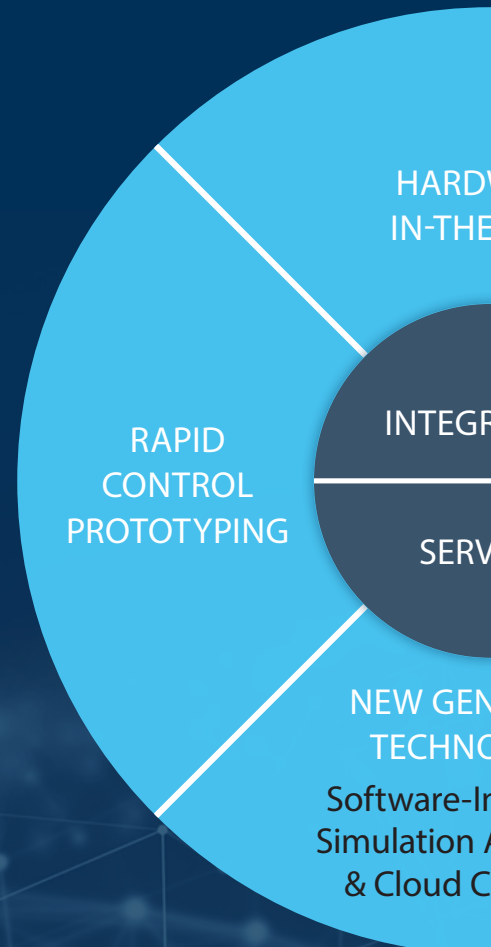 HARDW
IN-THE
INTEGR
RAPID
CONTROL
PROTOTYPING
SERV
NEW GEN
TECHNO
Software-In
Simulation A
& Cloud C